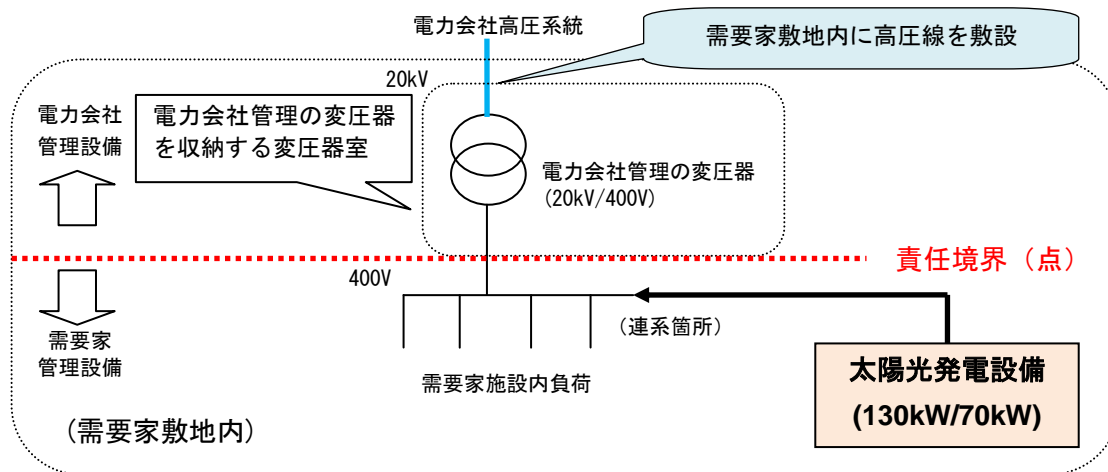 電力会社高圧系統
需要家敷地内に高圧線を敷設
20kV
電力会社
管理設備
電力会社管理の変圧器
を収納する変圧器室
電力会社管理の変圧器
(20kV/400V)
責任境界（点）
400V
（連系箇所）
需要家
管理設備
需要家施設内負荷
太陽光発電設備
(130kW/70kW)
（需要家敷地内）